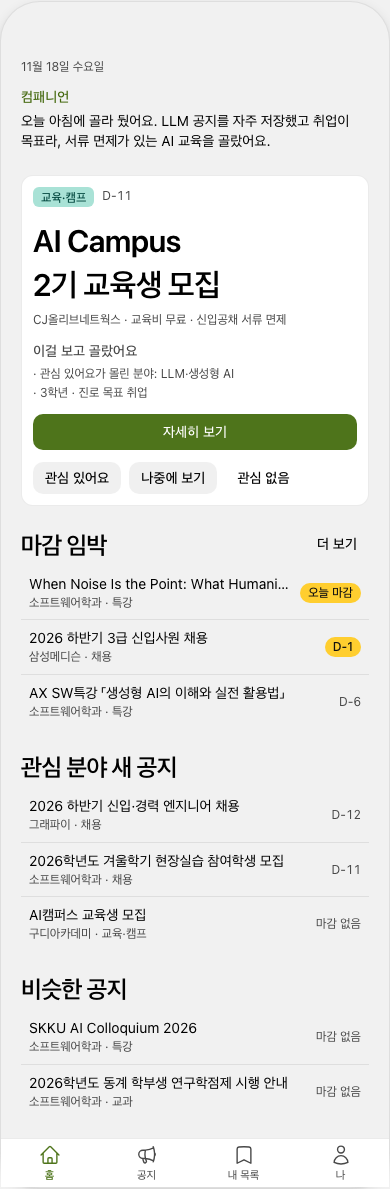 11월 18일 수요일
컴패니언
오늘 아침에 골라 뒀어요. LLM 공지를 자주 저장했고 취업이
목표라, 서류 면제가 있는 AI 교육을 골랐어요.
교육·캠프 D-11
AI Campus
2기 교육생 모집
CJ올리브네트웍스 · 교육비 무료 · 신입공채 서류 면제
이걸 보고 골랐어요
· 관심 있어요가 몰린 분야: LLM·생성형 AI
· 3학년 · 진로 목표 취업
자세히 보기
관심 있어요 나중에 보기 관심 없음
마감 임박 더 보기
When Noise Is the Point: What Humani... 오늘 마감
소프트웨어학과 · 특강
2026 하반기 3급 신입사원 채용 D-1
삼성메디슨 · 채용
AX SW특강 「생성형 AI의 이해와 실전 활용법」 D-6
소프트웨어학과 · 특강
관심 분야 새 공지
2026 하반기 신입·경력 엔지니어 채용 D-12
그래파이 · 채용
2026학년도 겨울학기 현장실습 참여학생 모집 D-11
소프트웨어학과 · 채용
AI캠퍼스 교육생 모집 마감 없음
구디아카데미 · 교육·캠프
비슷한 공지
SKKU AI Colloquium 2026 마감 없음
소프트웨어학과 · 특강
2026학년도 동계 학부생 연구학점제 시행 안내 마감 없음
소프트웨어학과 · 교과
홈 공지 내 목록 나